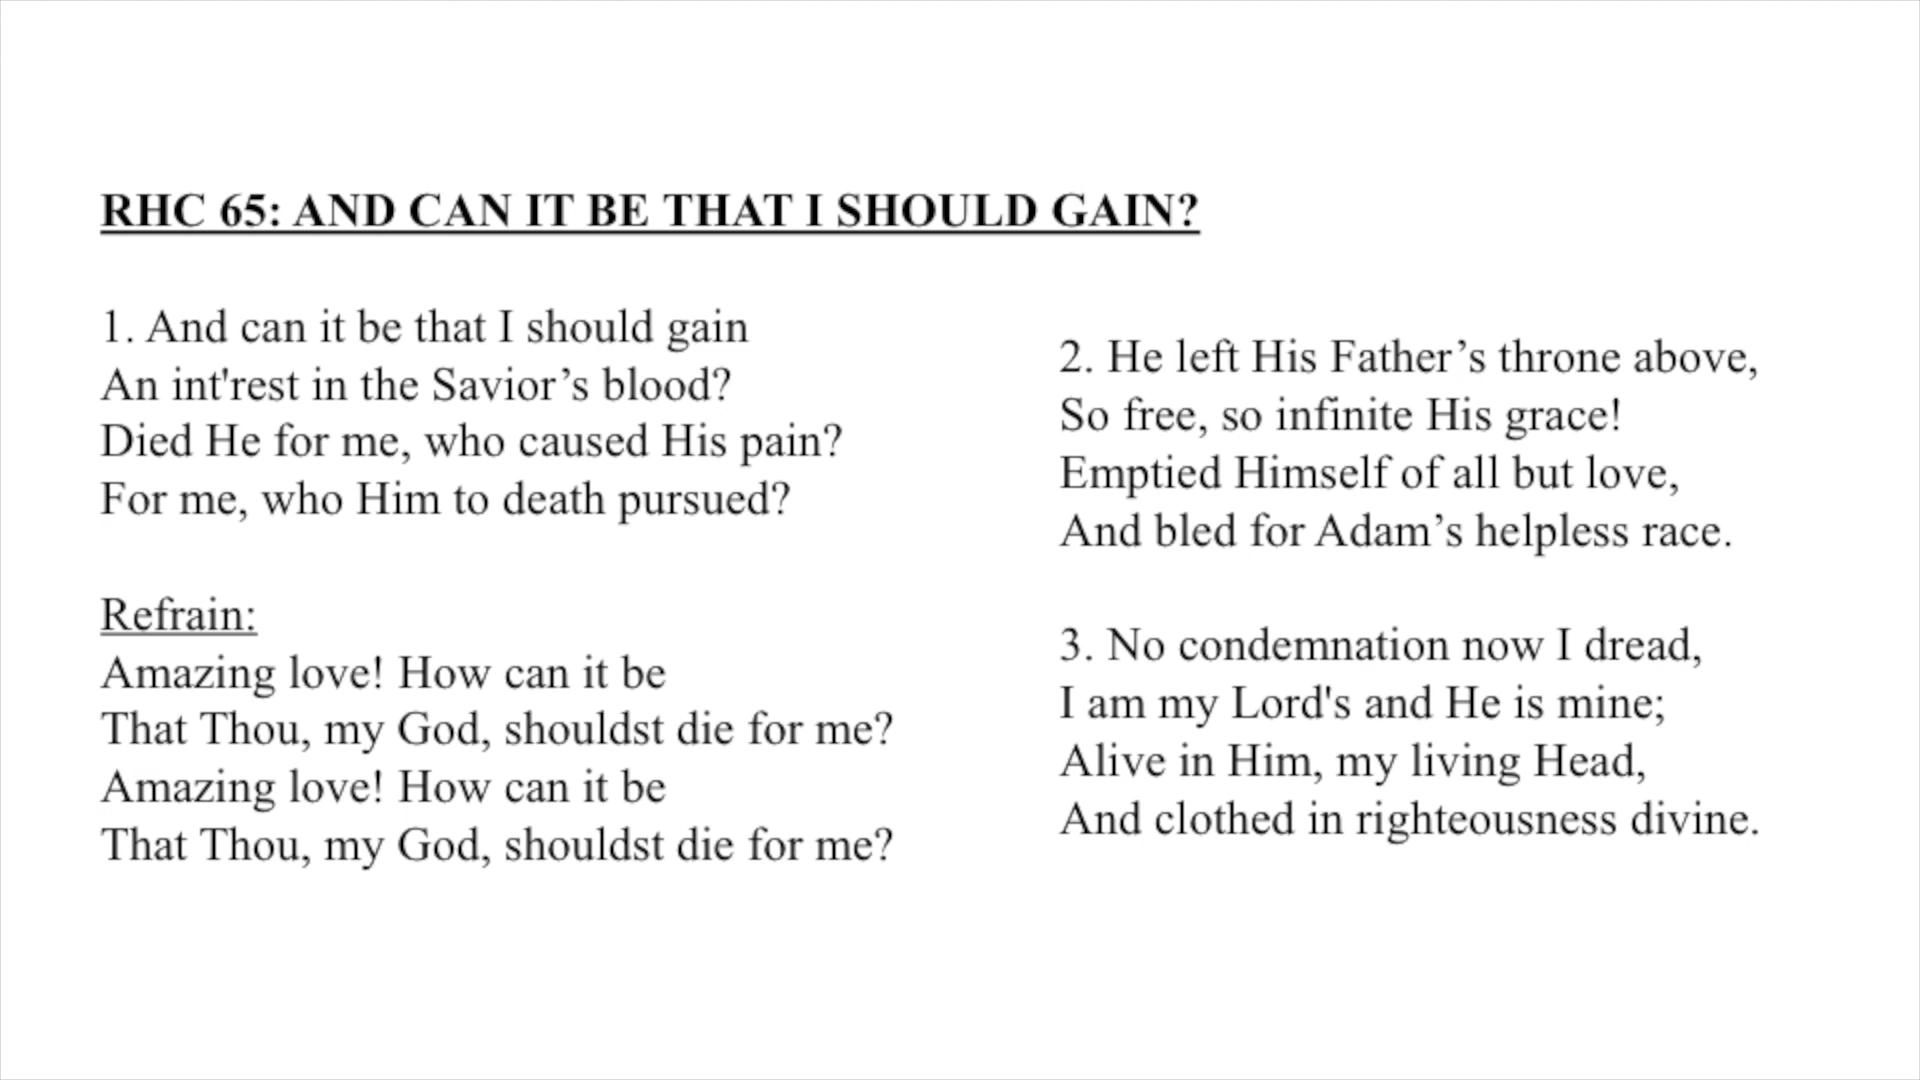 RHC 65: AND CAN IT BE THAT I SHOULD GAIN?
1. And can it be that I should gain
An int'rest in the Savior’s blood?
Died He for me, who caused His pain?
For me, who Him to death pursued?
Refrain:
Amazing love! How can it be
That Thou, my God, shouldst die for me?
Amazing love! How can it be
That Thou, my God, shouldst die for me?
2. He left His Father’s throne above,
So free, so infinite His grace!
Emptied Himself of all but love,
And bled for Adam’s helpless race.
3. No condemnation now I dread,
I am my Lord's and He is mine;
Alive in Him, my living Head,
And clothed in righteousness divine.